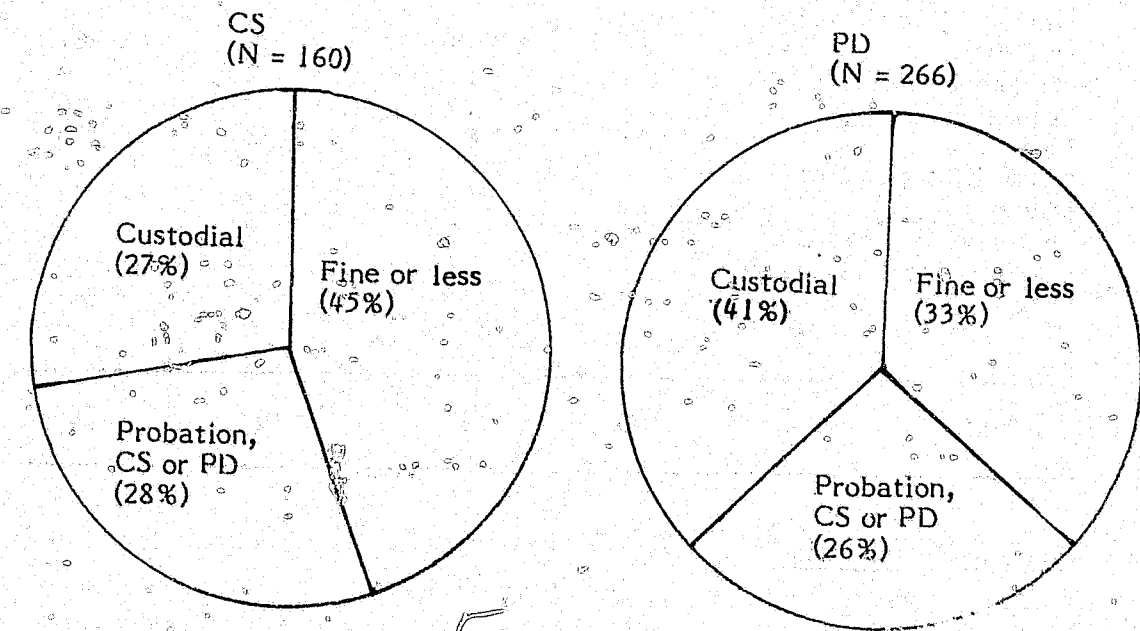 CS
(N = 160)
Custodial
(27%)
Fine or less
(45%)
Probation,
CS or PD
(28%)
PD
(N = 266)
Custodial
(41%)
Fine or less
(33%)
Probation,
CS or PD
(26%)